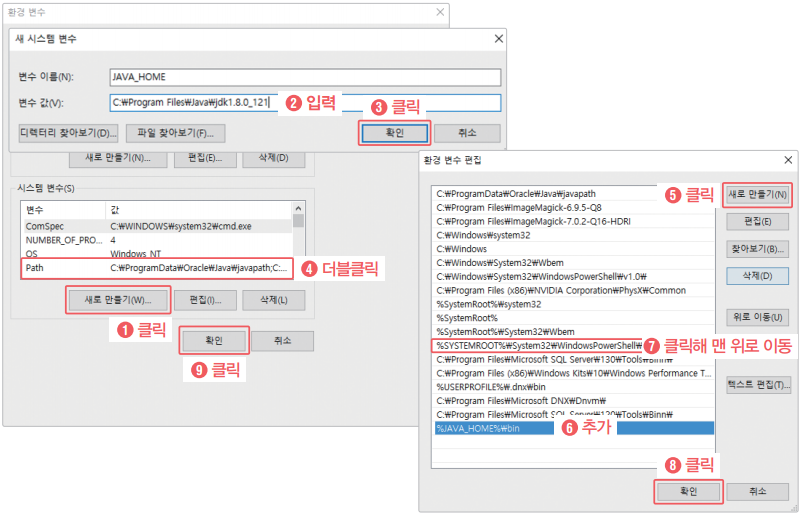 환경 변수
새 시스템 변수
변수 이름(N):
JAVA_HOME
변수 값(V):
C:₩Program Files₩Java₩jdk1.8.0_121
❷ 입력
❸ 클릭
디렉터리 찾아보기(D)...
파일 찾아보기(F)...
확인
취소
새로 만들기(N)...
편집(E)...
삭제(D)
시스템 변수(S)
변수
값
ComSpec
C:₩WINDOWS₩system32₩cmd.exe
NUMBER_OF_PRO...
4
OS
Windows_NT
Path
C:₩ProgramData₩Oracle₩Java₩javapath;C:...
❹ 더블클릭
새로 만들기(W)...
편집(I)...
삭제(L)
❶ 클릭
확인
취소
❾ 클릭
환경 변수 편집
C:₩ProgramData₩Oracle₩Java₩javapath
C:₩Program Files₩ImageMagick-6.9.5-Q8
C:₩Program Files₩ImageMagick-7.0.2-Q16-HDRI
C:₩Windows₩system32
C:₩Windows
C:₩Windows₩System32₩Wbem
C:₩Windows₩System32₩WindowsPowerShell₩v1.0₩
C:₩Program Files (x86)₩NVIDIA Corporation₩PhysX₩Common
%SystemRoot%₩system32
%SystemRoot%
%SystemRoot%₩System32₩Wbem
%SYSTEMROOT%₩System32₩WindowsPowerShell₩
C:₩Program Files₩Microsoft SQL Server₩130₩Tools₩Binn₩
C:₩Program Files (x86)₩Windows Kits₩10₩Windows Performance T...
%USERPROFILE%₩.dnx₩bin
C:₩Program Files₩Microsoft DNX₩Dnvm₩
C:₩Program Files₩Microsoft SQL Server₩130₩Tools₩Binn₩
%JAVA_HOME%₩bin
❺ 클릭
새로 만들기(N)
편집(E)
찾아보기(B)...
삭제(D)
위로 이동(U)
❼ 클릭해 맨 위로 이동
텍스트 편집(T)...
❻ 추가
❽ 클릭
확인
취소